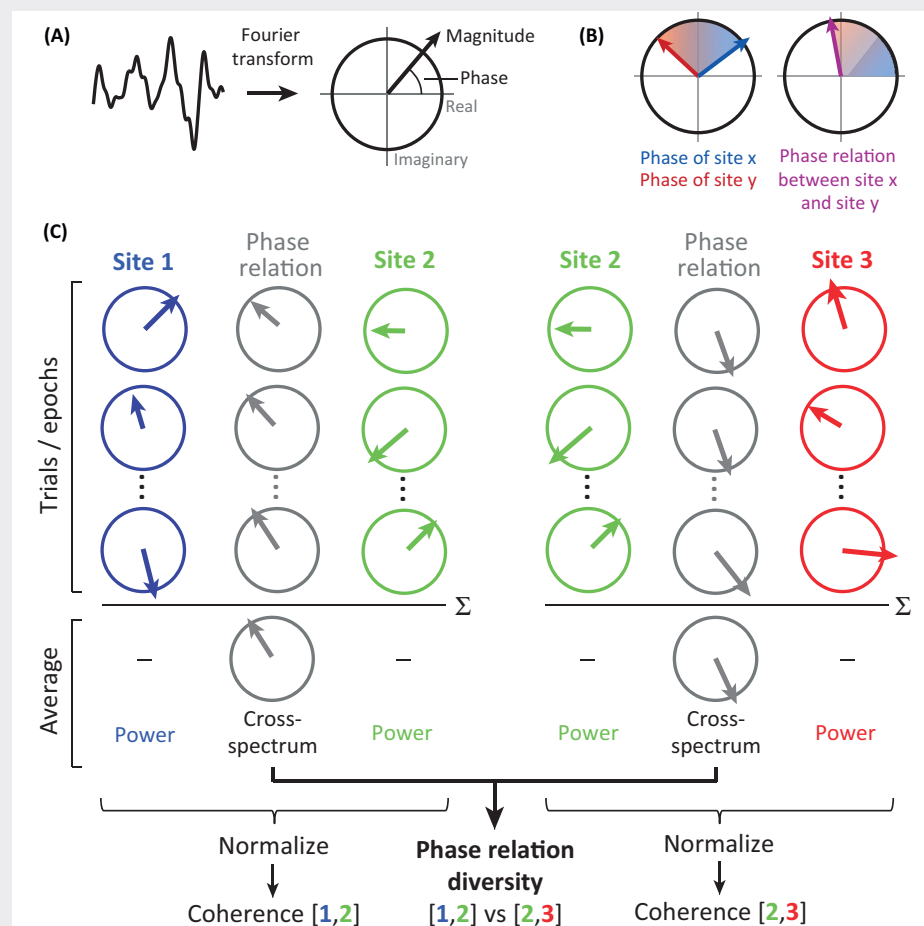 (A)
Fourier
transform
Magnitude
Phase
Real
Imaginary
(B)
Phase of site x
Phase of site y
Phase relation
between site x
and site y
(C)
Site 1
Phase
relation
Site 2
Site 2
Phase
relation
Site 3
Trials / epochs
Σ
Σ
Average
–
–
–
–
Power
Cross-
spectrum
Power
Power
Cross-
spectrum
Power
Normalize
Phase relation
diversity
Normalize
Coherence [1,2]
[1,2] vs [2,3]
Coherence [2,3]